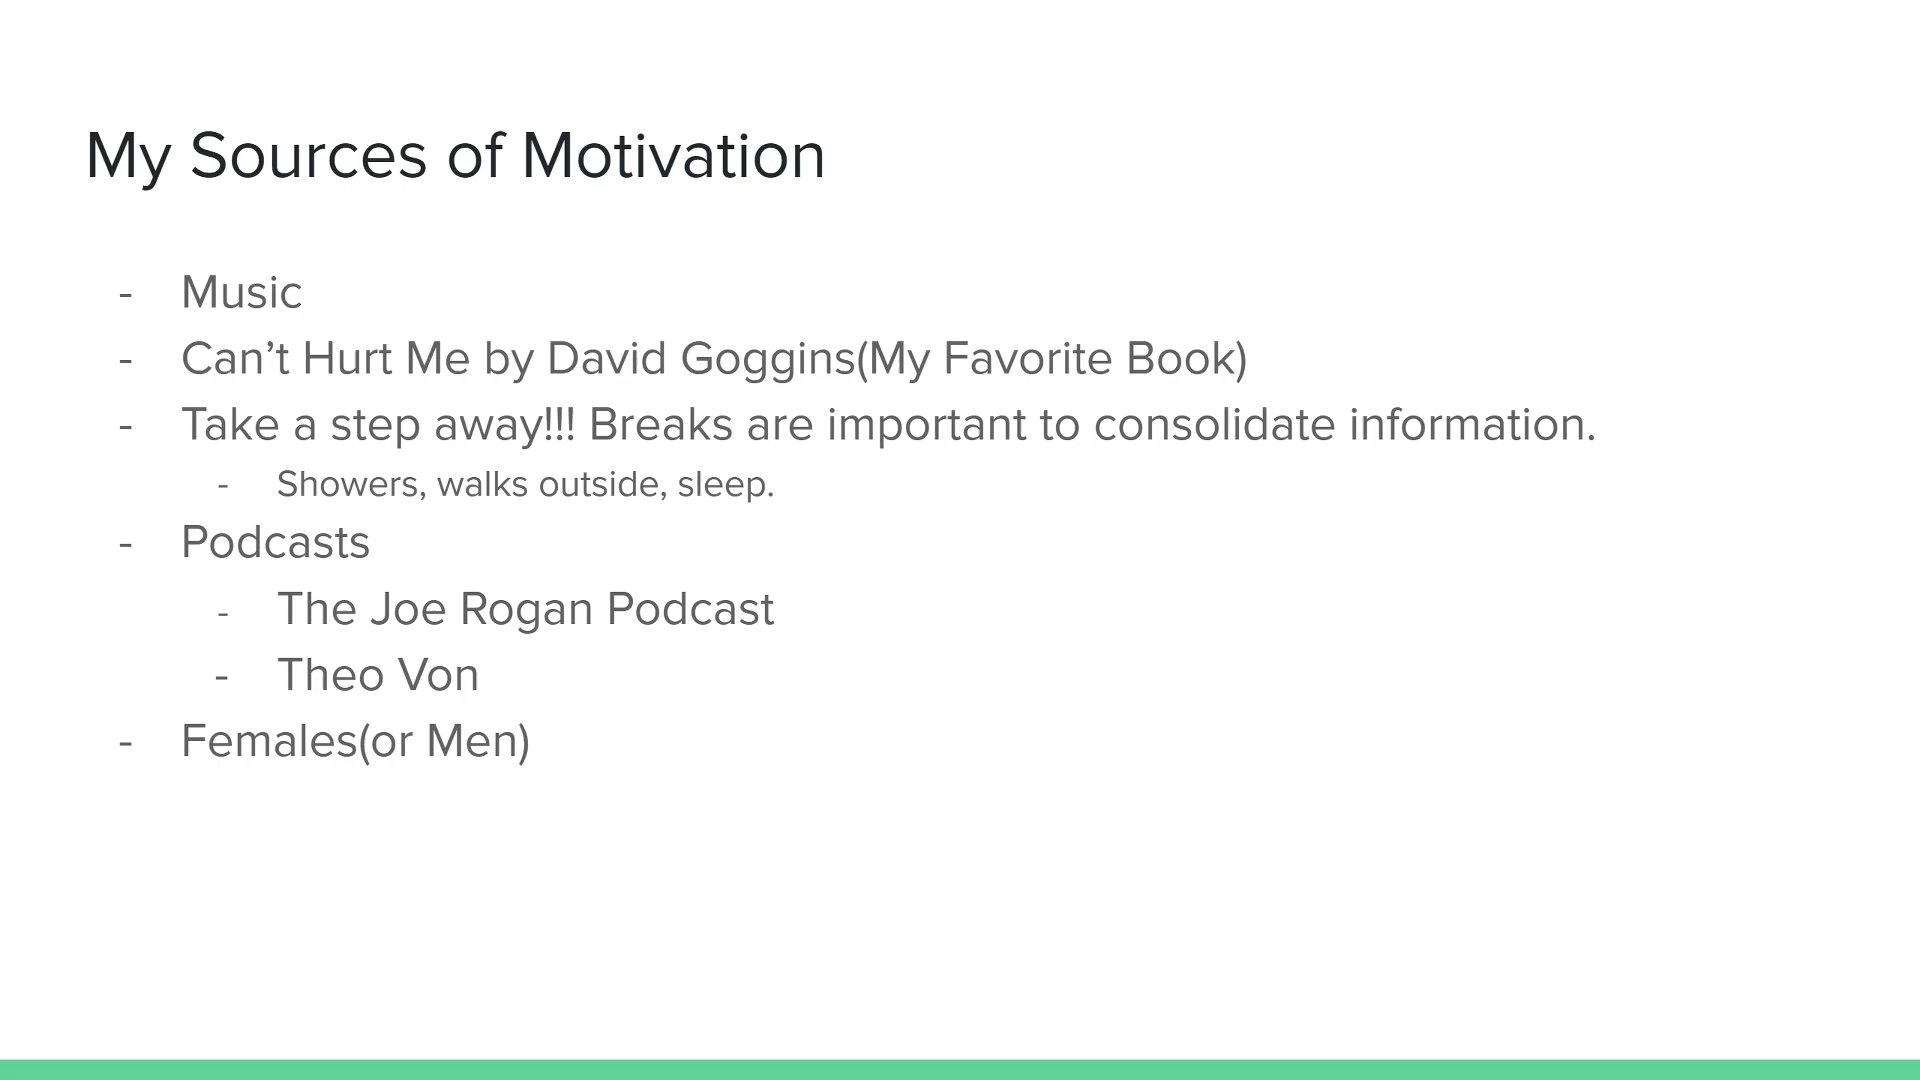 My Sources of Motivation
- Music
- Can’t Hurt Me by David Goggins(My Favorite Book)
- Take a step away!!! Breaks are important to consolidate information.
- Showers, walks outside, sleep.
- Podcasts
- The Joe Rogan Podcast
- Theo Von
- Females(or Men)